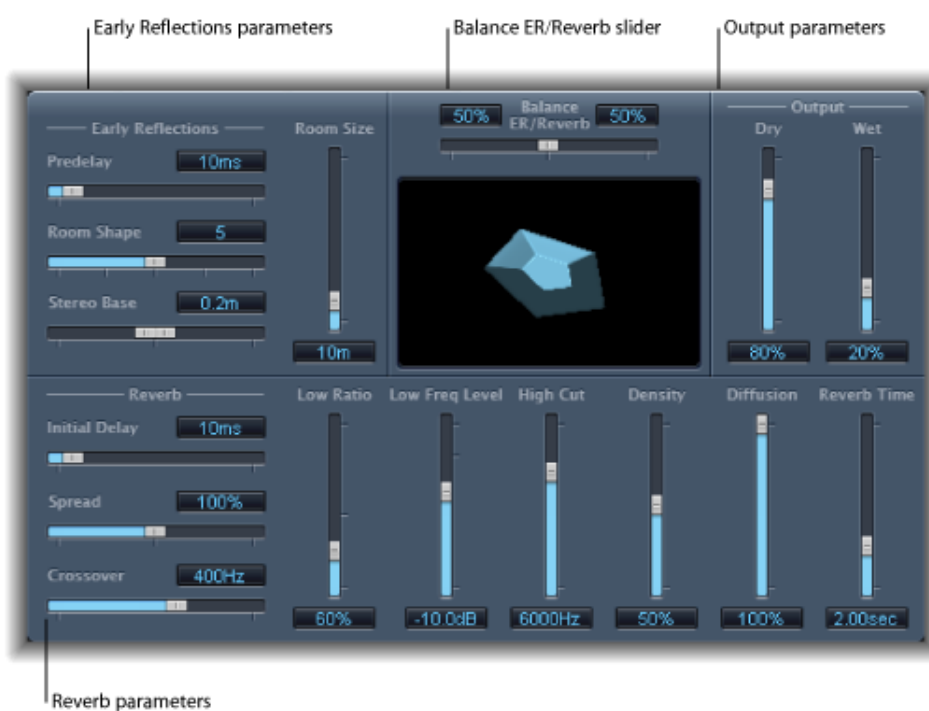 Early Reflections parameters
Balance ER/Reverb slider
Output parameters
Early Reflections
Room Size
Predelay
10ms
Room Shape
5
Stereo Base
0.2m
10m
50%
Balance
ER/Reverb
50%
Output
Dry
Wet
80%
20%
Reverb
Initial Delay
10ms
Spread
100%
Crossover
400Hz
Low Ratio
Low Freq Level
High Cut
Density
Diffusion
Reverb Time
60%
-10.0dB
6000Hz
50%
100%
2.00sec
Reverb parameters